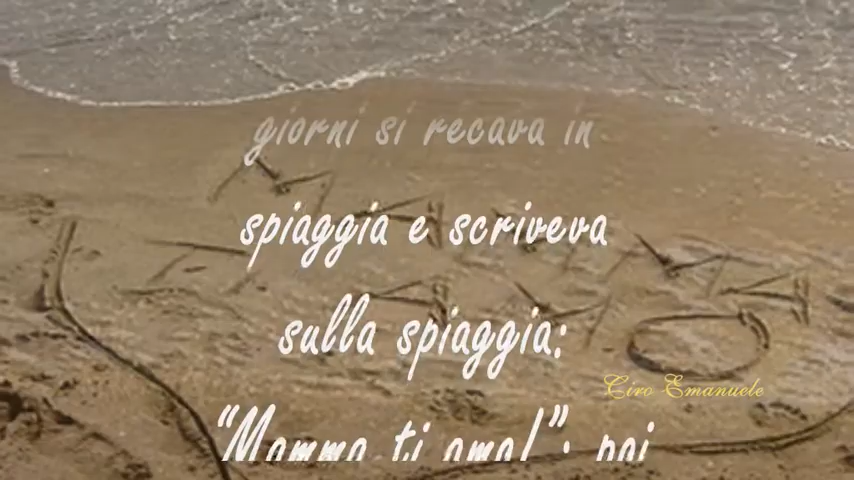 giorni si recava in
spiaggia e scriveva
sulla spiaggia:
Ciro Emanuele
"Mamma ti amo!"; poi